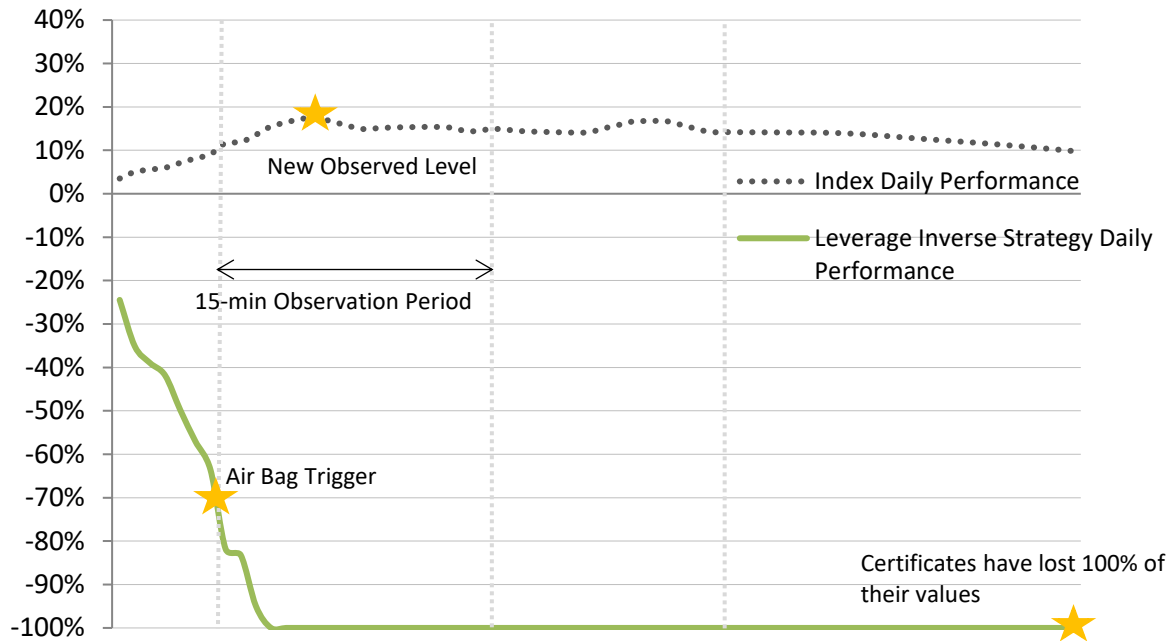 40%
30%
20%
10%
0%
-10%
-20%
-30%
-40%
-50%
-60%
-70%
-80%
-90%
-100%
New Observed Level
Index Daily Performance
Leverage Inverse Strategy Daily
Performance
15-min Observation Period
Air Bag Trigger
Certificates have lost 100% of
their values